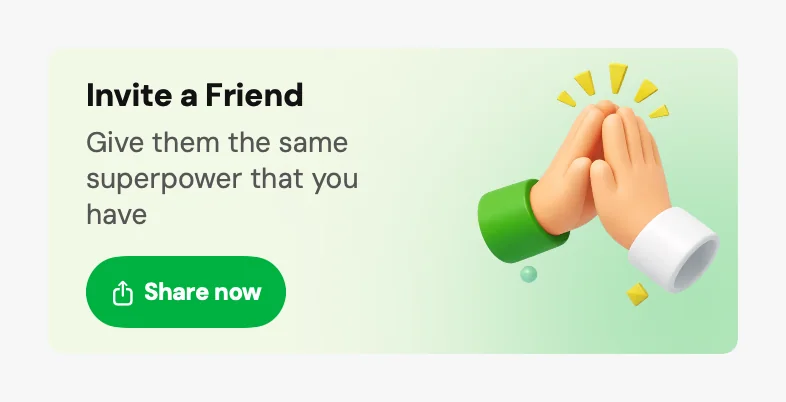 Invite a Friend
Give them the same
superpower that you
have
Share now